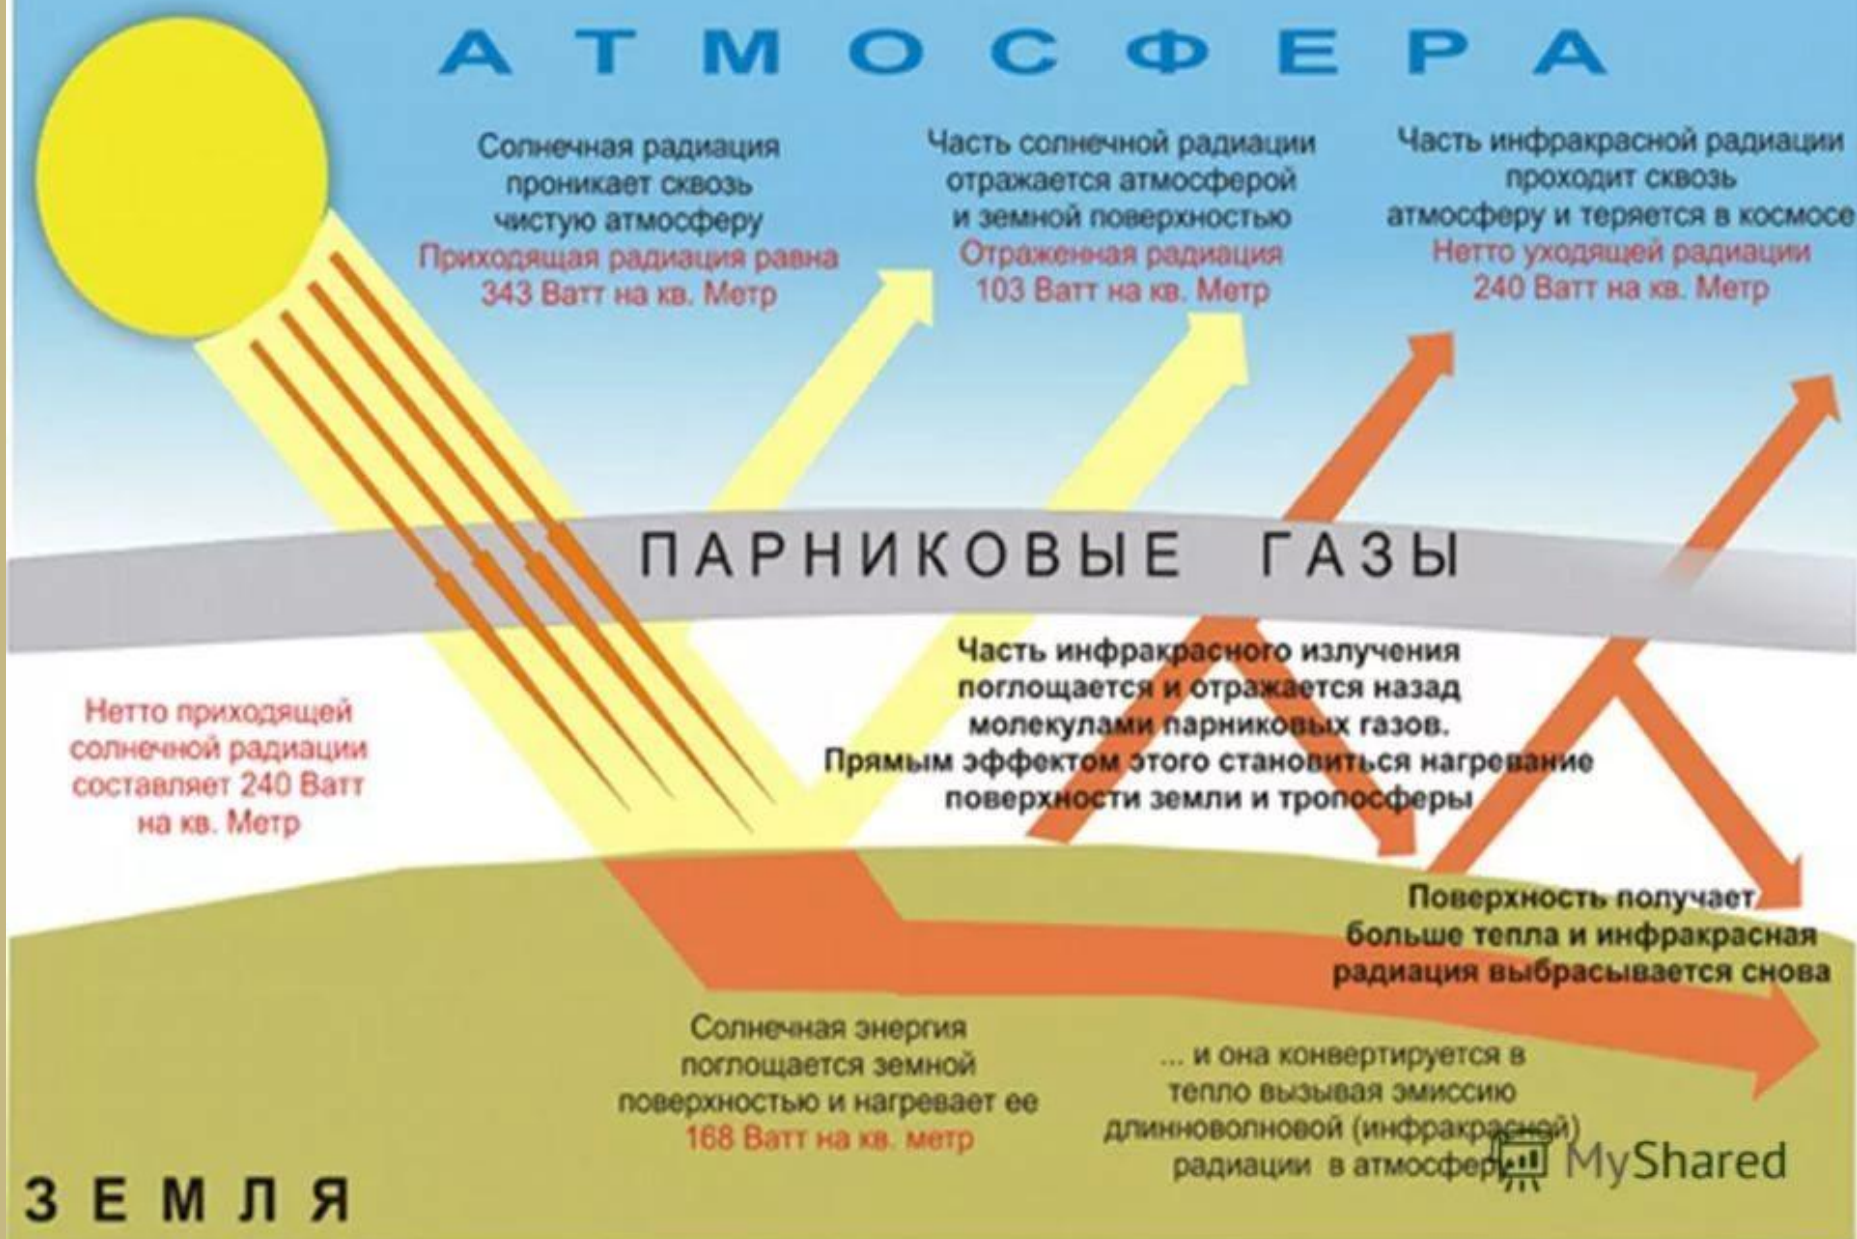 АТМОСФЕРА
Солнечная радиация
проникает сквозь
чистую атмосферу
Приходящая радиация равна
343 Ватт на кв. Метр
Часть солнечной радиации
отражается атмосферой
и земной поверхностью
Отраженная радиация
103 Ватт на кв. Метр
Часть инфракрасной радиации
проходит сквозь
атмосферу и теряется в космосе
Нетто уходящей радиации
240 Ватт на кв. Метр
ПАРНИКОВЫЕ ГАЗЫ
Нетто приходящей
солнечной радиации
составляет 240 Ватт
на кв. Метр
Часть инфракрасного излучения
поглощается и отражается назад
молекулами парниковых газов.
Прямым эффектом этого становиться нагревание
поверхности земли и тропосферы
Поверхность получает
больше тепла и инфракрасная
радиация выбрасывается снова
Солнечная энергия
поглощается земной
поверхностью и нагревает ее
168 Ватт на кв. метр
... и она конвертируется в
тепло вызывая эмиссию
длинноволновой (инфракрасной)
радиации в атмосферу
MyShared
ЗЕМЛЯ